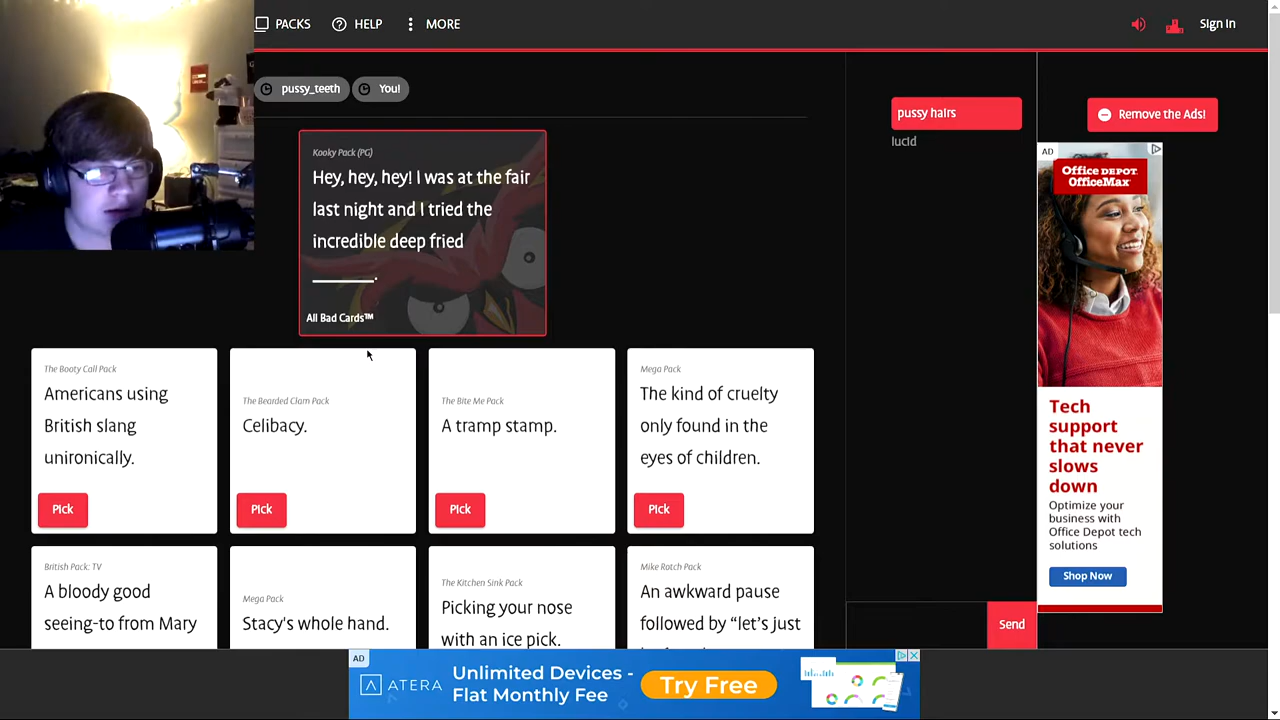 PACKS
HELP
MORE
Sign In
pussy_teeth
You!
Kooky Pack (PG)
Hey, hey, hey! I was at the fair
last night and I tried the
incredible deep fried
________.
All Bad Cards™
pussy hairs
lucid
Remove the Ads!
AD
Office DEPOT
OfficeMax
Tech
support
that never
slows
down
Optimize your
business with
Office Depot tech
solutions
Shop Now
The Booty Call Pack
Americans using
British slang
unironically.
Pick
The Bearded Clam Pack
Celibacy.
Pick
The Bite Me Pack
A tramp stamp.
Pick
Mega Pack
The kind of cruelty
only found in the
eyes of children.
Pick
British Pack: TV
A bloody good
seeing-to from Mary
Mega Pack
Stacy's whole hand.
The Kitchen Sink Pack
Picking your nose
with an ice pick.
Mike Rotch Pack
An awkward pause
followed by “let’s just
Send
AD
ATERA
Unlimited Devices -
Flat Monthly Fee
Try Free